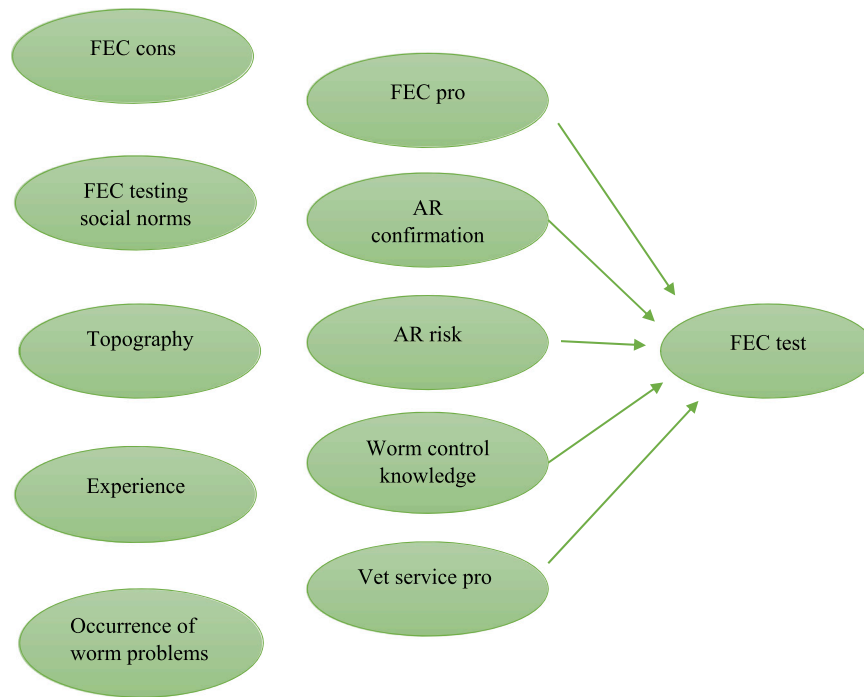 FEC cons
FEC testing
social norms
Topography
Experience
Occurrence of
worm problems
FEC pro
AR
confirmation
AR risk
Worm control
knowledge
Vet service pro
FEC test